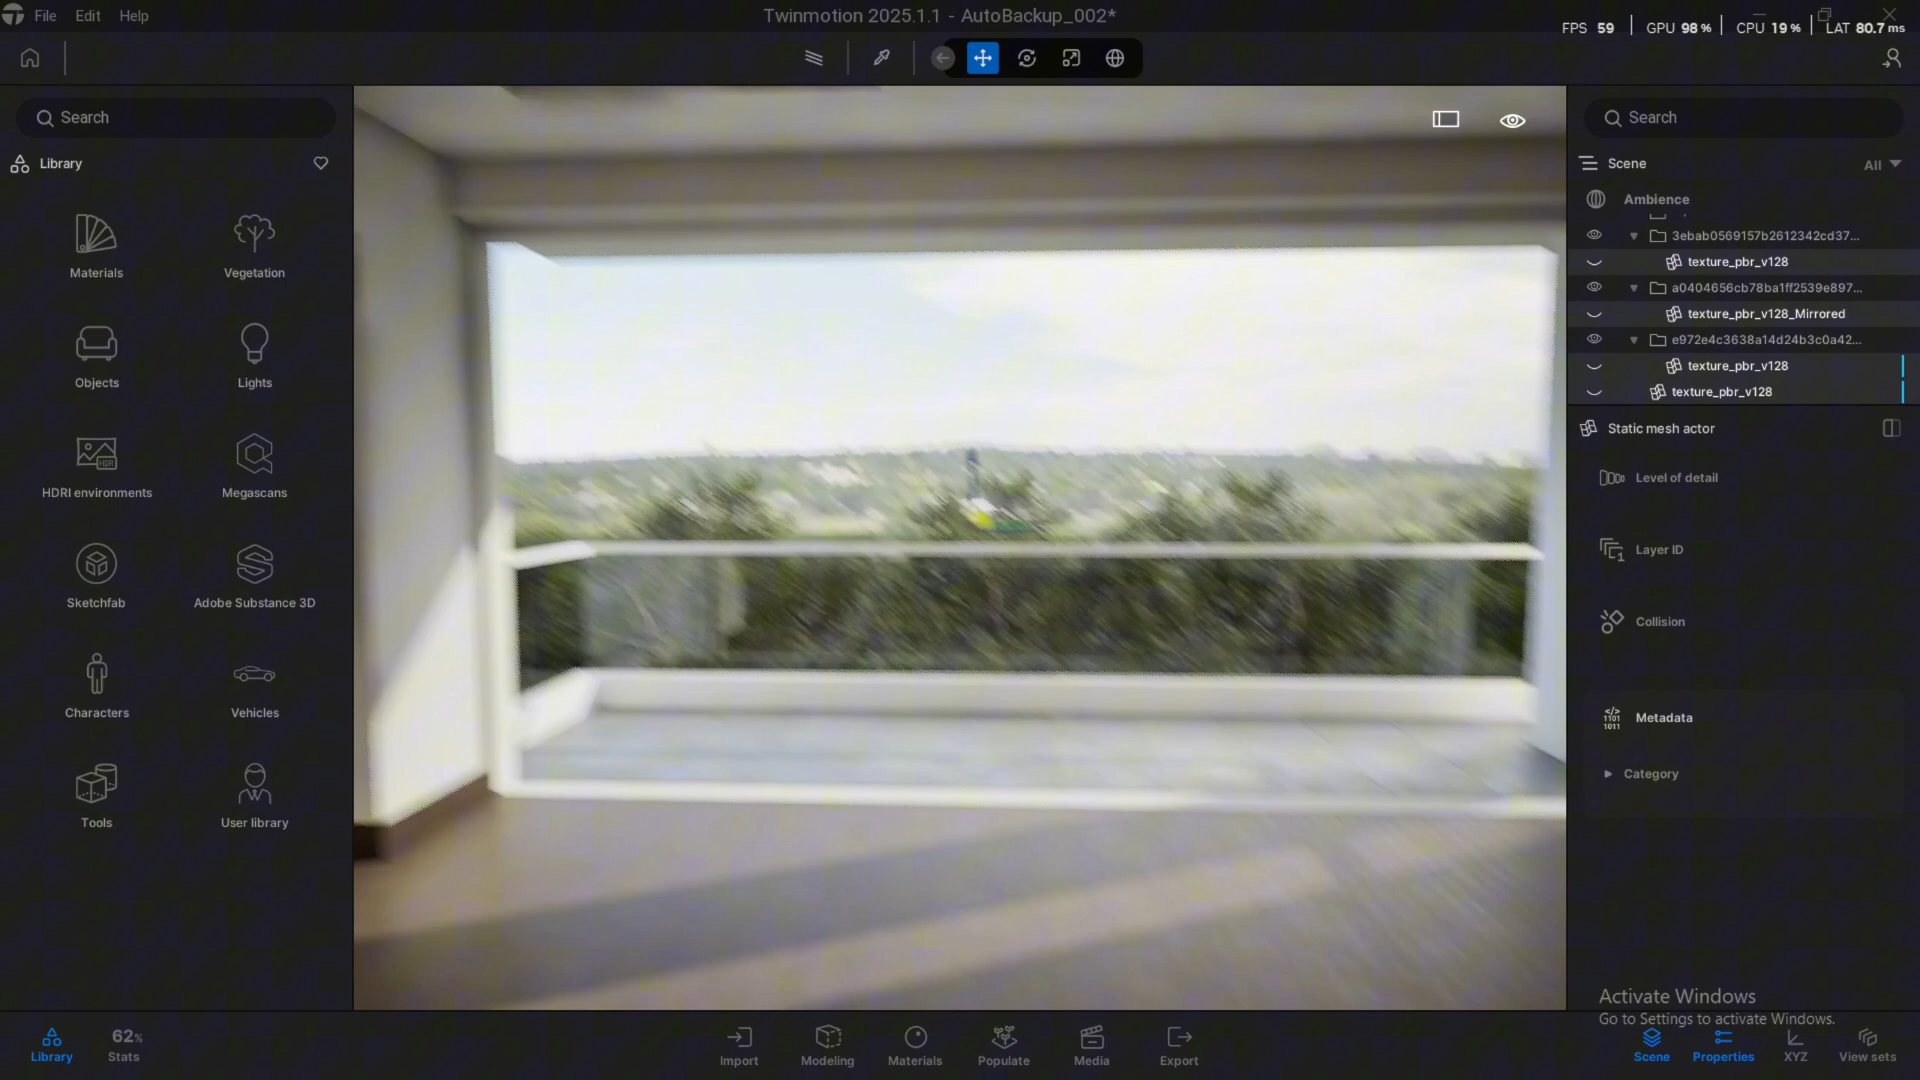 File Edit Help
Twinmotion 2025.1.1 - AutoBackup_002*
FPS 59 GPU 98 % CPU 19 % LAT 80.7 ms
Search
Library
Materials Vegetation
Objects Lights
HDR
HDRI environments Megascans
Sketchfab Adobe Substance 3D
Characters Vehicles
Tools User library
Search
Scene All
Ambience
3ebab0569157b2612342cd37...
texture_pbr_v128
a0404656cb78ba1ff2539e897...
texture_pbr_v128_Mirrored
e972e4c3638a14d24b3c0a42...
texture_pbr_v128
texture_pbr_v128
Static mesh actor
Level of detail
Layer ID
Collision
Metadata
Category
Activate Windows
Go to Settings to activate Windows.
Library
62% Stats
Import Modeling Materials Populate Media Export
Scene Properties XYZ View sets